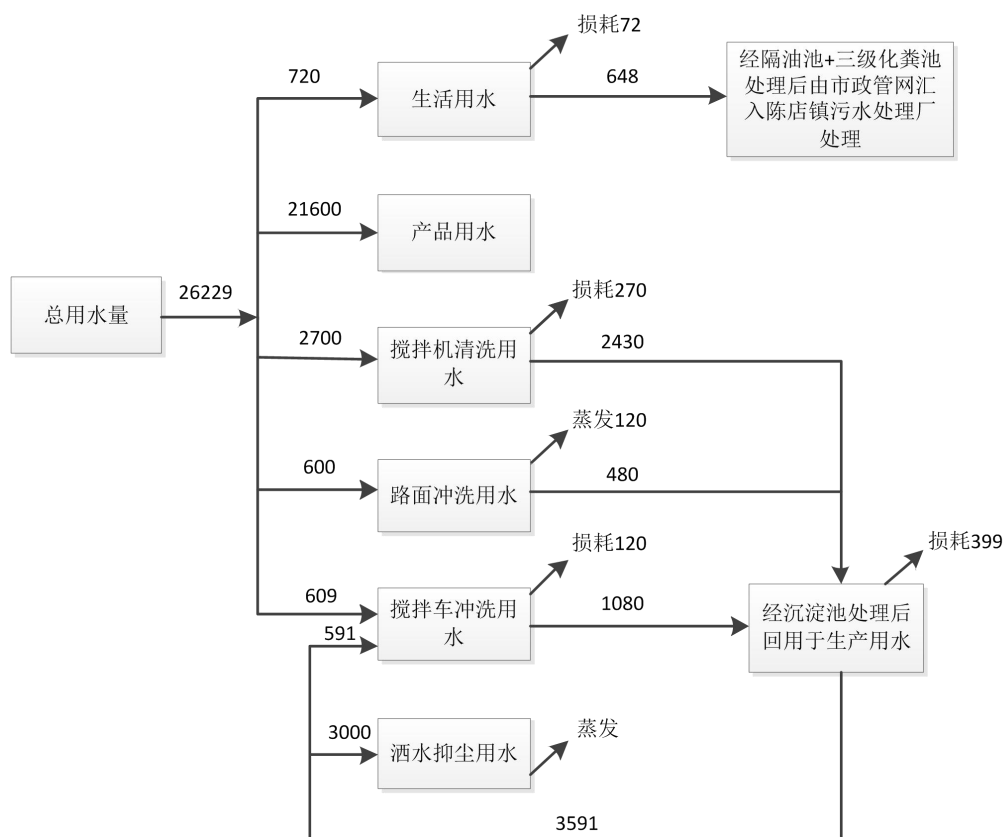 损耗72
720
生活用水
648
经隔油池+三级化粪池
处理后由市政管网汇
入陈店镇污水处理厂
处理
21600
产品用水
总用水量
26229
损耗270
2700
搅拌机清洗用
水
2430
蒸发120
600
路面冲洗用水
480
损耗120
损耗399
609
591
搅拌车冲洗用
水
1080
经沉淀池处理后
回用于生产用水
3000
洒水抑尘用水
蒸发
3591